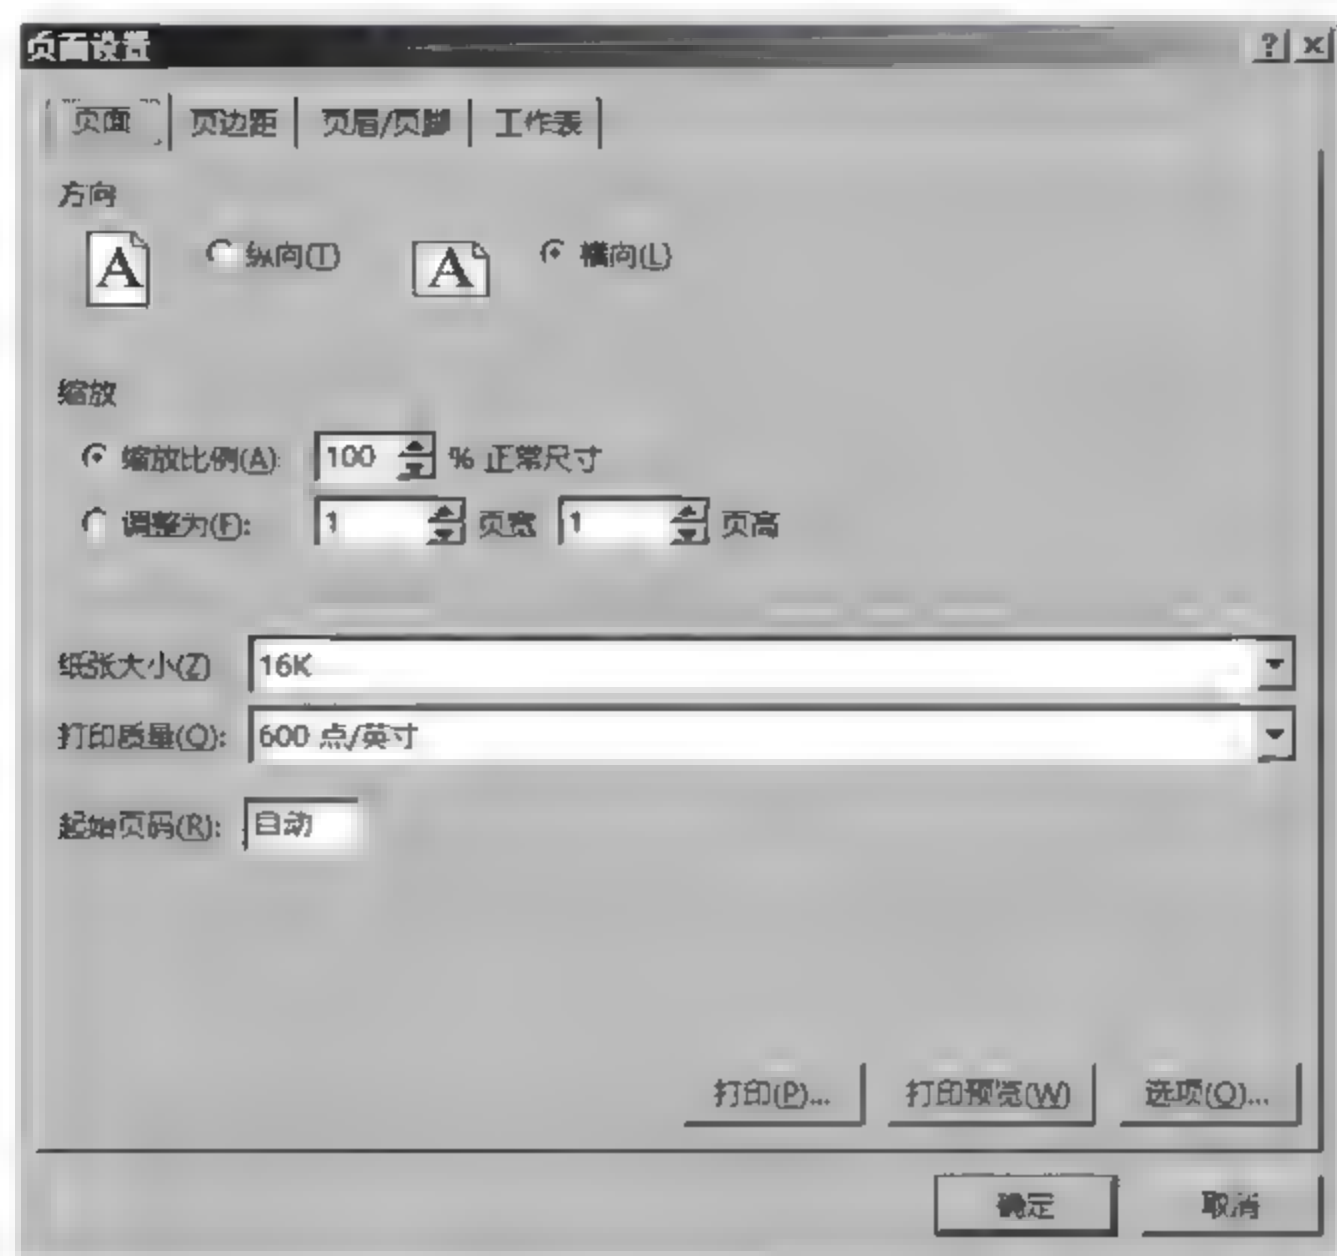 页面设置
页面 页边距 页眉/页脚 工作表
方向
A 纵向(T) A 横向(L)
缩放
缩放比例(A): 100 % 正常尺寸
调整为(F): 1 页宽 1 页高
纸张大小(Z) 16K
打印质量(Q): 600 点/英寸
起始页码(R): 自动
打印(P)... 打印预览(W) 选项(O)...
确定 取消